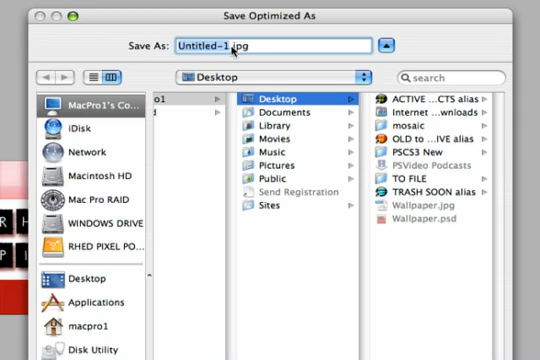 Save Optimized As
Save As: Untitled-1.jpg
Desktop
search
MacPro1's Co...
iDisk
Network
Macintosh HD
Mac Pro RAID
WINDOWS DRIVE
RHED PIXEL PO...
Desktop
Applications
macpro1
Disk Utility
o1
d
Desktop
Documents
Library
Movies
Music
Pictures
Public
Send Registration
Sites
ACTIVE ...CTS alias
Internet ...wnloads
mosaic
OLD to ...IVE alias
PSCS3 New
PSVideo Podcasts
TO FILE
TRASH SOON alias
Wallpaper.jpg
Wallpaper.psd
R H
P I